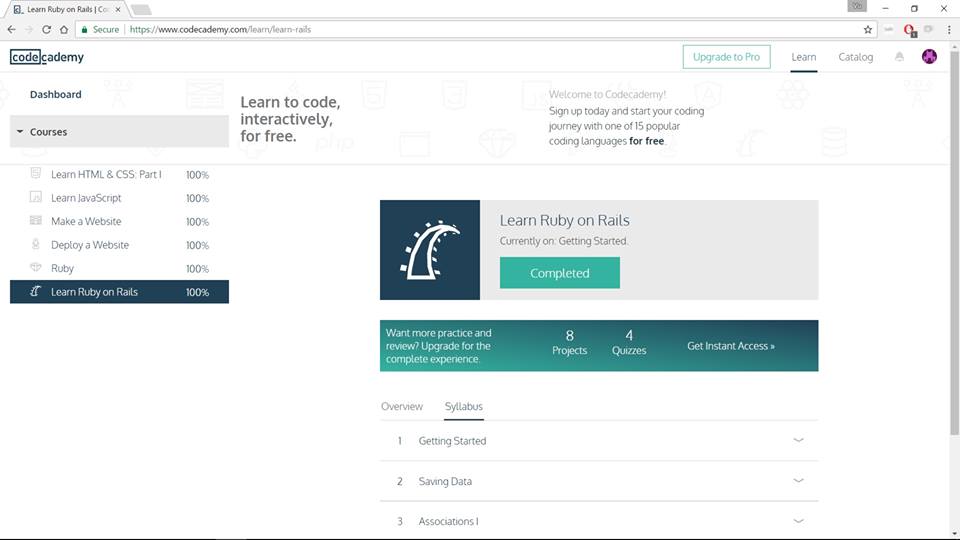 Learn Ruby on Rails | Co
Yu
Secure
https://www.codecademy.com/learn/learn-rails
1
codecademy
Upgrade to Pro
Learn
Catalog
Dashboard
Courses
Learn HTML & CSS: Part I 100%
Learn JavaScript 100%
Make a Website 100%
Deploy a Website 100%
Ruby 100%
Learn Ruby on Rails 100%
Learn to code,
interactively,
for free.
php
Welcome to Codecademy!
Sign up today and start your coding
journey with one of 15 popular
coding languages for free.
Learn Ruby on Rails
Currently on: Getting Started.
Completed
Want more practice and
review? Upgrade for the
complete experience.
8
Projects
4
Quizzes
Get Instant Access »
Overview
Syllabus
1 Getting Started
2 Saving Data
3 Associations I